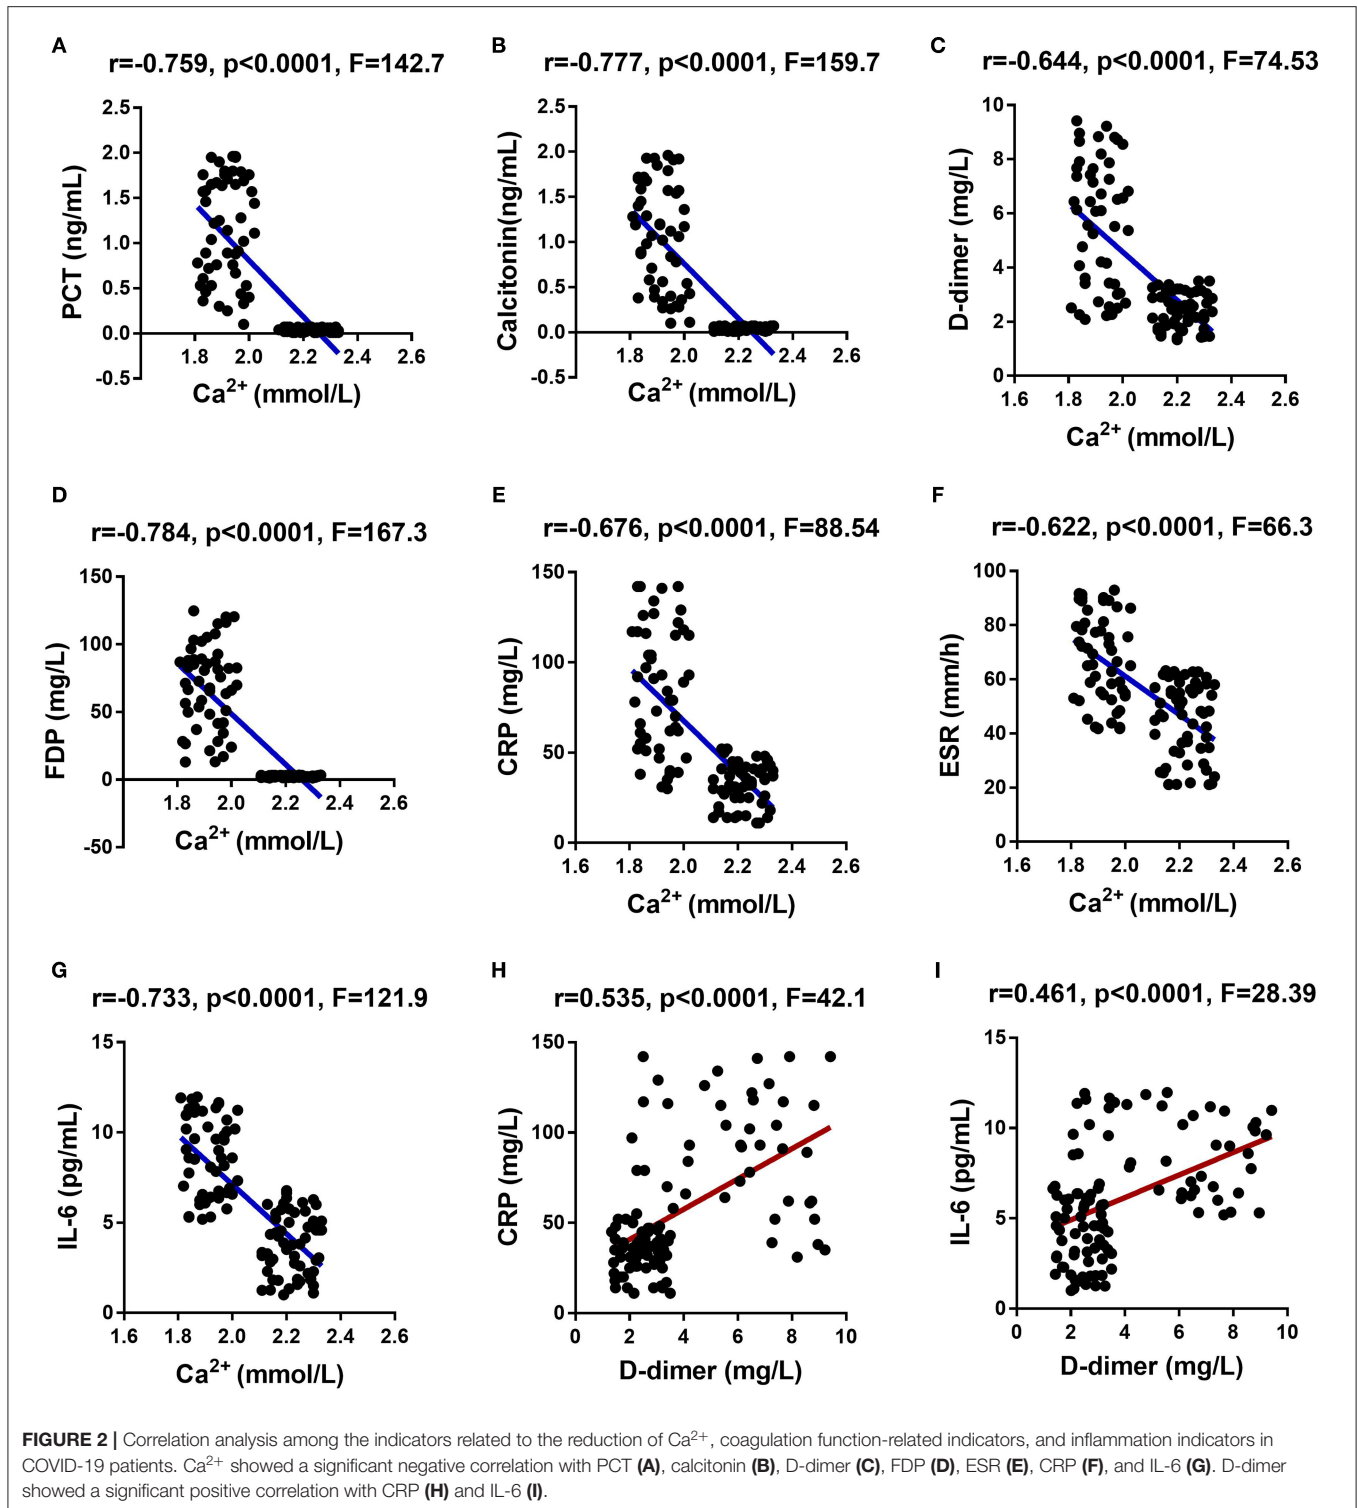 A
r=-0.759, p<0.0001, F=142.7
PCT (ng/mL)
2.5
2.0
1.5
1.0
0.5
0.0
-0.5
1.8 2.0 2.2 2.4 2.6
Ca2+ (mmol/L)
B
r=-0.777, p<0.0001, F=159.7
Calcitonin(ng/mL)
2.5
2.0
1.5
1.0
0.5
0.0
-0.5
1.8 2.0 2.2 2.4 2.6
Ca2+ (mmol/L)
C
r=-0.644, p<0.0001, F=74.53
D-dimer (mg/L)
10
8
6
4
2
0
1.6 1.8 2.0 2.2 2.4 2.6
Ca2+ (mmol/L)
D
r=-0.784, p<0.0001, F=167.3
FDP (mg/L)
150
100
50
0
-50
1.8 2.0 2.2 2.4 2.6
Ca2+ (mmol/L)
E
r=-0.676, p<0.0001, F=88.54
CRP (mg/L)
150
100
50
0
1.6 1.8 2.0 2.2 2.4 2.6
Ca2+ (mmol/L)
F
r=-0.622, p<0.0001, F=66.3
ESR (mm/h)
100
80
60
40
20
0
1.6 1.8 2.0 2.2 2.4 2.6
Ca2+ (mmol/L)
G
r=-0.733, p<0.0001, F=121.9
IL-6 (pg/mL)
15
10
5
0
1.6 1.8 2.0 2.2 2.4 2.6
Ca2+ (mmol/L)
H
r=0.535, p<0.0001, F=42.1
CRP (mg/L)
150
100
50
0
0 2 4 6 8 10
D-dimer (mg/L)
I
r=0.461, p<0.0001, F=28.39
IL-6 (pg/mL)
15
10
5
0
0 2 4 6 8 10
D-dimer (mg/L)
FIGURE 2 | Correlation analysis among the indicators related to the reduction of Ca2+, coagulation function-related indicators, and inflammation indicators in
COVID-19 patients. Ca2+ showed a significant negative correlation with PCT (A), calcitonin (B), D-dimer (C), FDP (D), ESR (E), CRP (F), and IL-6 (G). D-dimer
showed a significant positive correlation with CRP (H) and IL-6 (I).